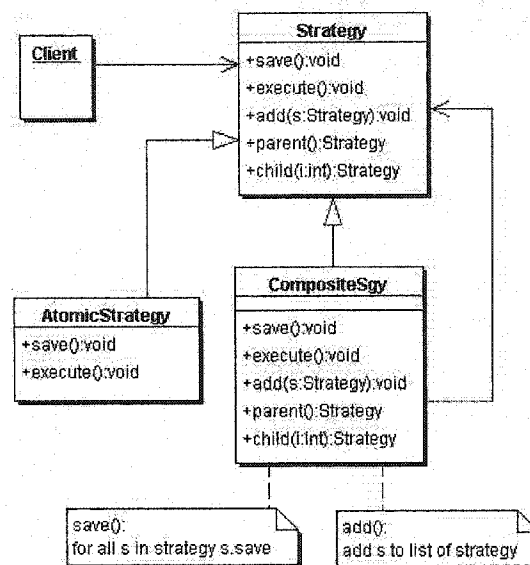 Client
Strategy
+save():void
+execute():void
+add(s:Strategy):void
+parent():Strategy
+child(i:int):Strategy
AtomicStrategy
+save():void
+execute():void
CompositeSgy
+save():void
+execute():void
+add(s:Strategy):void
+parent():Strategy
+child(i:int):Strategy
save():
for all s in strategy s.save
add():
add s to list of strategy